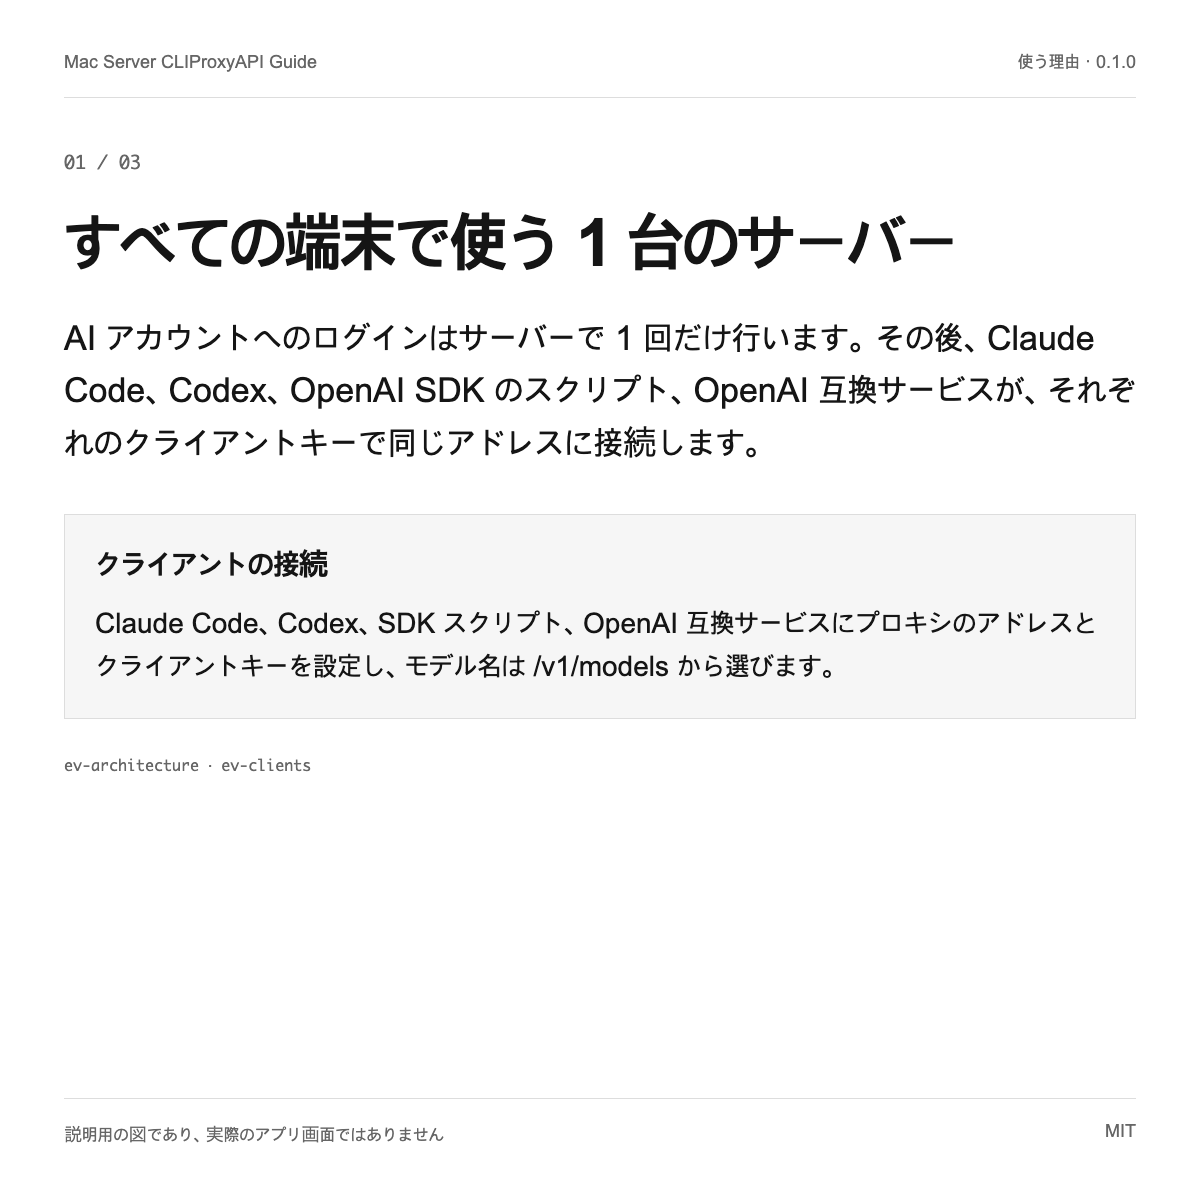 Mac Server CLIProxyAPI Guide
使う理由 · 0.1.0
01 / 03
すべての端末で使う 1 台のサーバー
AI アカウントへのログインはサーバーで 1 回だけ行います。その後、Claude
Code、Codex、OpenAI SDK のスクリプト、OpenAI 互換サービスが、それぞ
れのクライアントキーで同じアドレスに接続します。
クライアントの接続
Claude Code、Codex、SDK スクリプト、OpenAI 互換サービスにプロキシのアドレスと
クライアントキーを設定し、モデル名は /v1/models から選びます。
ev-architecture · ev-clients
説明用の図であり、実際のアプリ画面ではありません
MIT